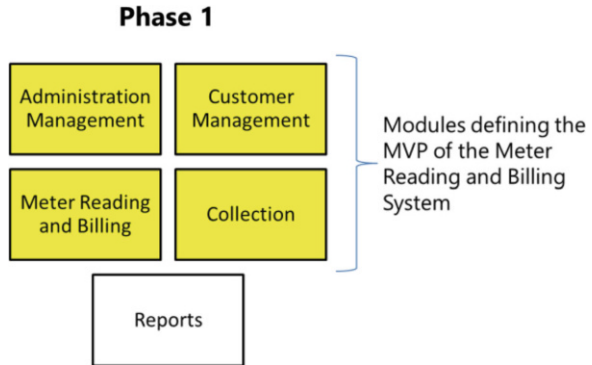 Phase 1
Administration
Management
Customer
Management
Meter Reading
and Billing
Collection
Modules defining the
MVP of the Meter
Reading and Billing
System
Reports